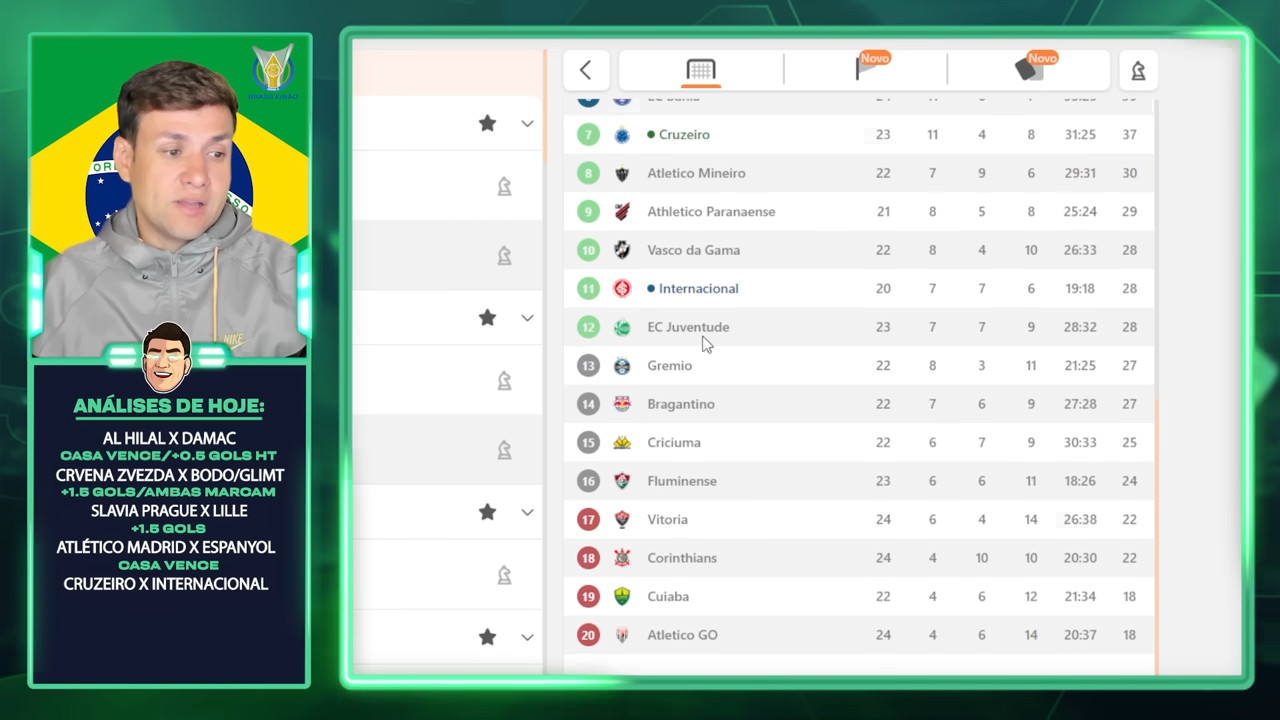 BRASILEIRÃO
NIKE
ANÁLISES DE HOJE:
AL HILAL X DAMAC
CASA VENCE/+0.5 GOLS HT
CRVENA ZVEZDA X BODO/GLIMT
+1.5 GOLS/AMBAS MARCAM
SLAVIA PRAGUE X LILLE
+1.5 GOLS
ATLÉTICO MADRID X ESPANYOL
CASA VENCE
CRUZEIRO X INTERNACIONAL
Novo
Novo
7 Cruzeiro 23 11 4 8 31:25 37
8 Atletico Mineiro 22 7 9 6 29:31 30
9 Athletico Paranaense 21 8 5 8 25:24 29
10 Vasco da Gama 22 8 4 10 26:33 28
11 Internacional 20 7 7 6 19:18 28
12 EC Juventude 23 7 7 9 28:32 28
13 Gremio 22 8 3 11 21:25 27
14 Bragantino 22 7 6 9 27:28 27
15 Criciuma 22 6 7 9 30:33 25
16 Fluminense 23 6 6 11 18:26 24
17 Vitoria 24 6 4 14 26:38 22
18 Corinthians 24 4 10 10 20:30 22
19 Cuiaba 22 4 6 12 21:34 18
20 Atletico GO 24 4 6 14 20:37 18